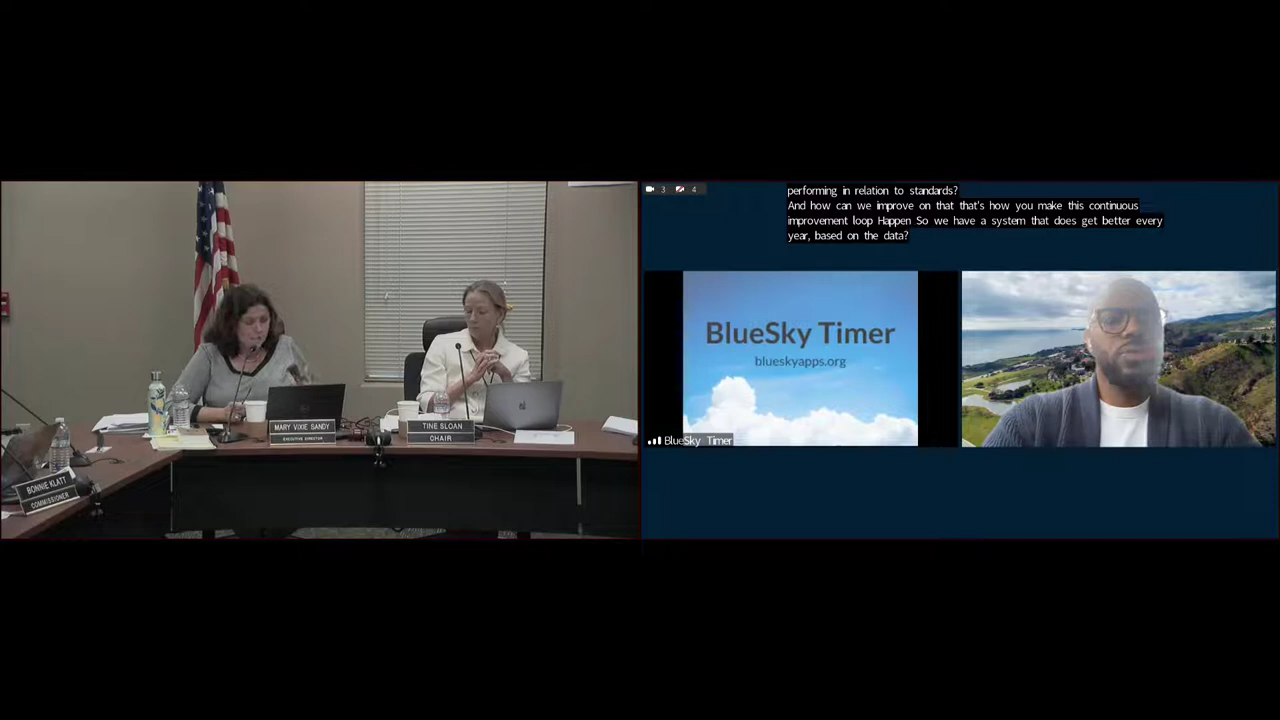 MARY VIXIE SANDY
EXECUTIVE DIRECTOR
TINE SLOAN
CHAIR
BONNIE KLATT
COMMISSIONER
3 4
performing in relation to standards?
And how can we improve on that that's how you make this continuous
improvement loop Happen So we have a system that does get better every
year, based on the data?
BlueSky Timer
blueskyapps.org
BlueSky Timer